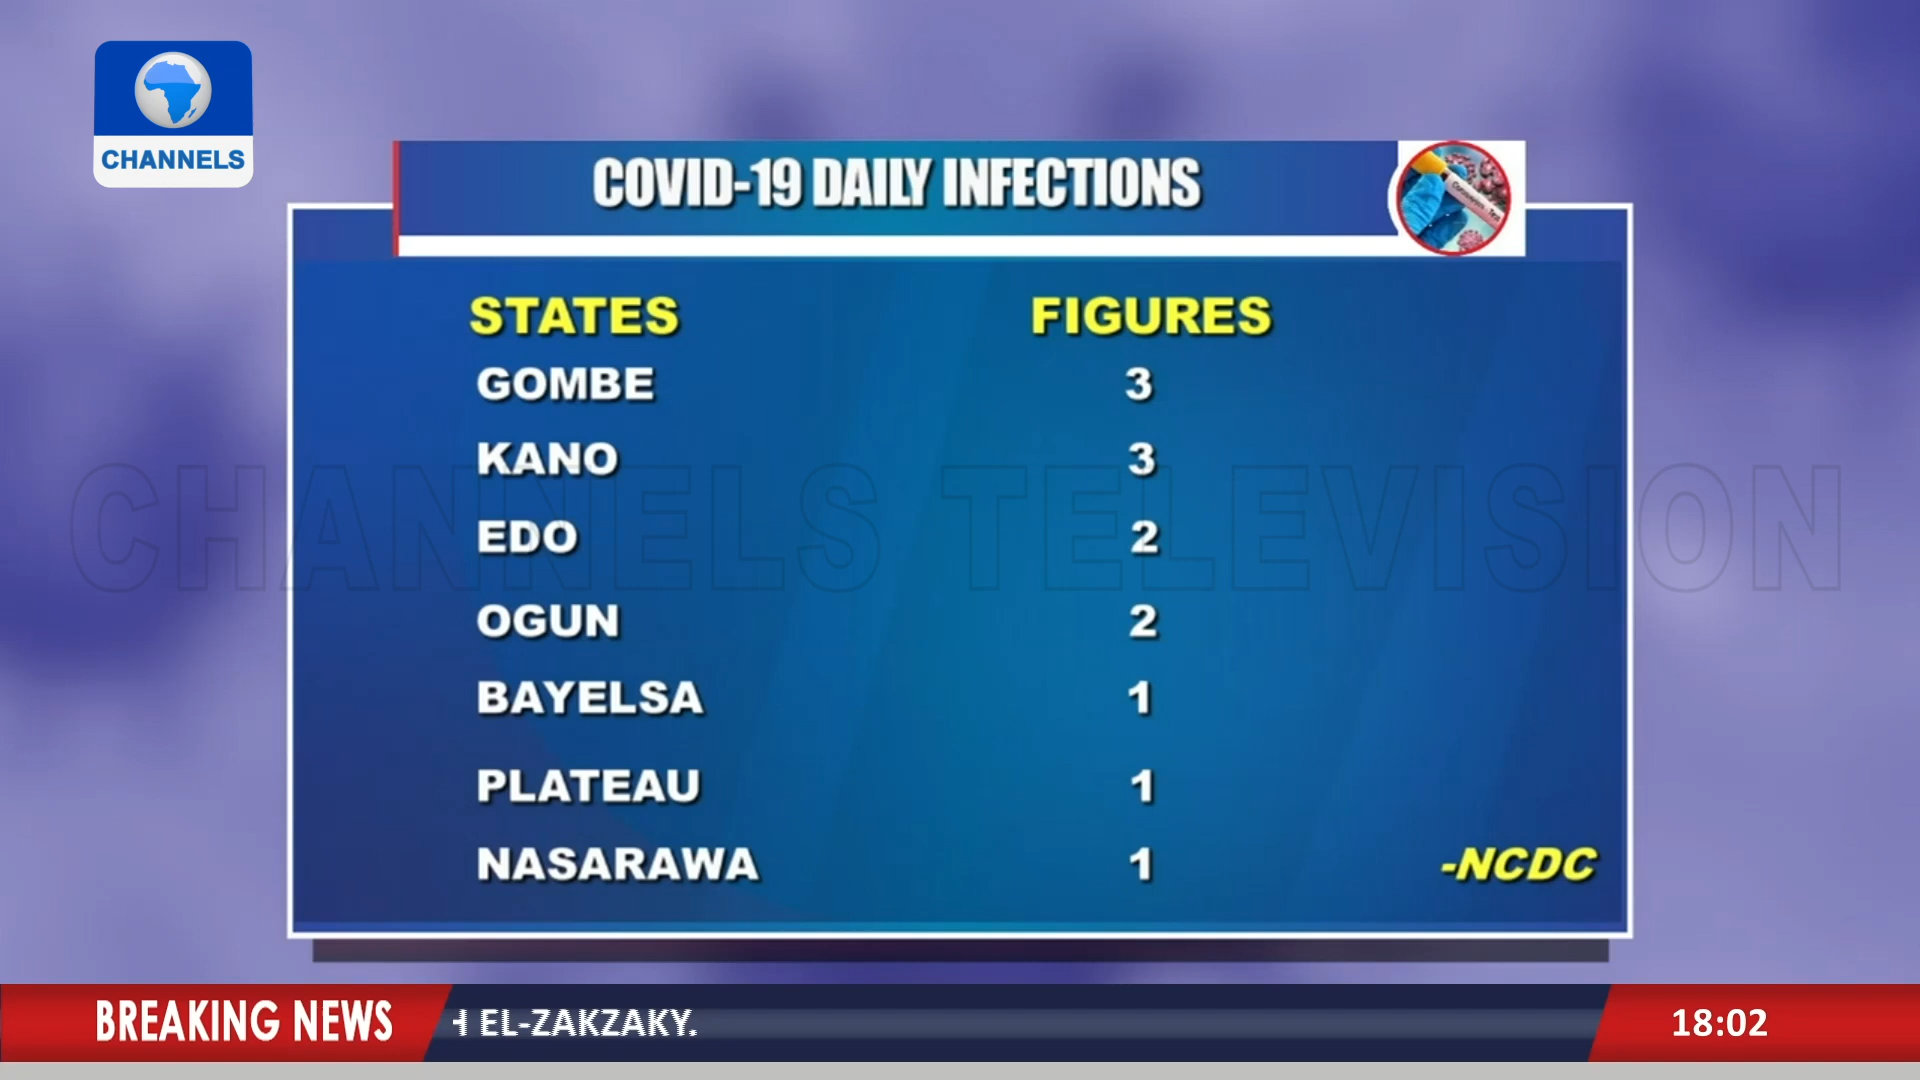 CHANNELS
COVID-19 DAILY INFECTIONS
STATES FIGURES
GOMBE 3
KANO 3
EDO 2
OGUN 2
BAYELSA 1
PLATEAU 1
NASARAWA 1 -NCDC
CHANNELS TELEVISION
BREAKING NEWS EL-ZAKZAKY. 18:02